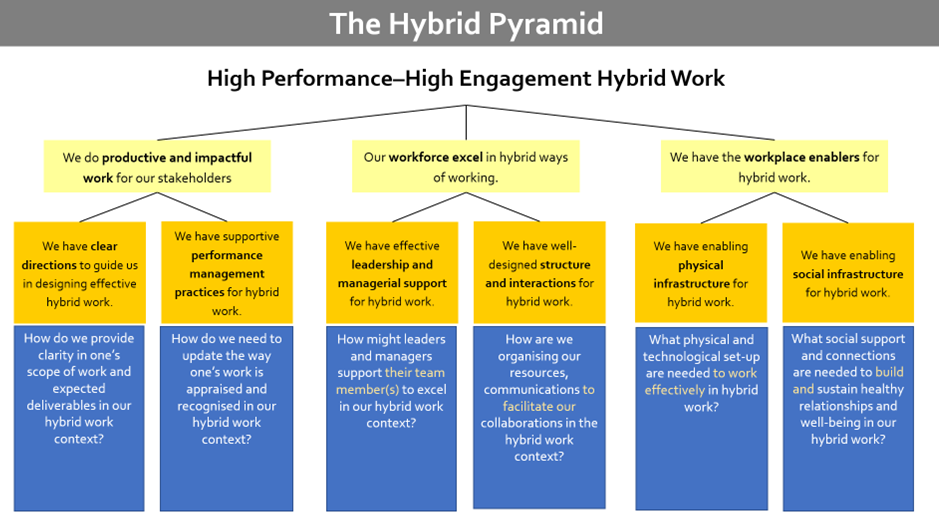 The Hybrid Pyramid
High Performance–High Engagement Hybrid Work
We do productive and impactful
work for our stakeholders
Our workforce excel in hybrid ways
of working.
We have the workplace enablers for
hybrid work.
We have clear
directions to guide us
in designing effective
hybrid work.
We have supportive
performance
management
practices for hybrid
work.
We have effective
leadership and
managerial support
for hybrid work.
We have well-
designed structure
and interactions for
hybrid work.
We have enabling
physical
infrastructure for
hybrid work.
We have enabling
social infrastructure
for hybrid work.
How do we provide
clarity in one's
scope of work and
expected
deliverables in our
hybrid work
context?
How do we need to
update the way
one's work is
appraised and
recognised in our
hybrid work
context?
How might leaders
and managers
support their team
member(s) to excel
in our hybrid work
context?
How are we
organising our
resources,
communications to
facilitate our
collaborations in the
hybrid work
context?
What physical and
technological set-up
are needed to work
effectively in hybrid
work?
What social support
and connections
are needed to build
and sustain healthy
relationships and
well-being in our
hybrid work?